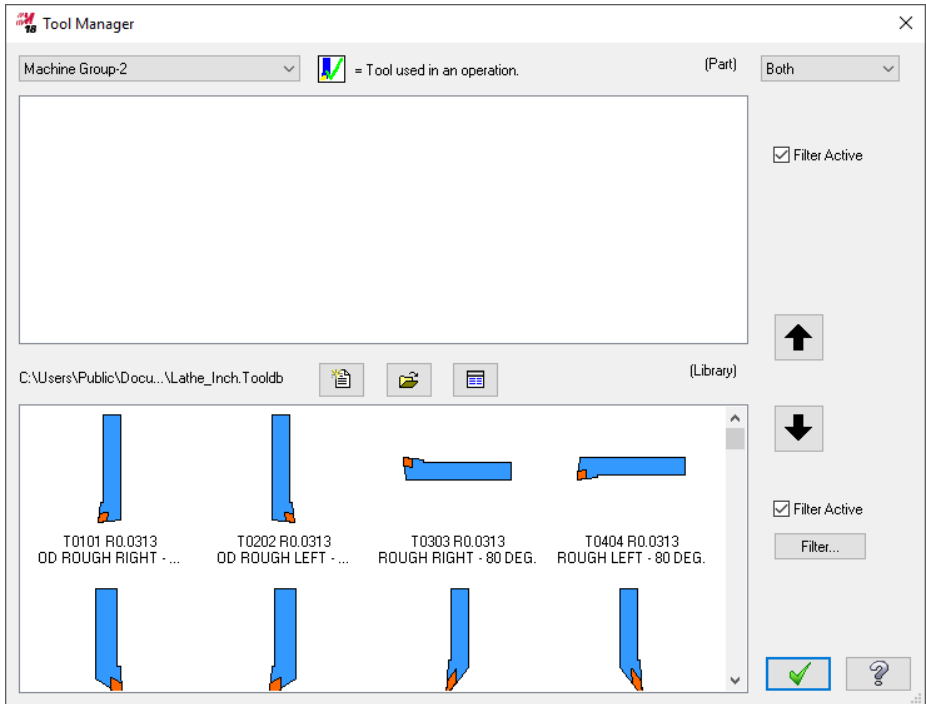 18
Tool Manager
Machine Group-2
= Tool used in an operation.
(Part)
Both
Filter Active
C:\Users\Public\Docu...\Lathe_Inch.Tooldb
(Library)
T0101 R0.0313
OD ROUGH RIGHT - ...
T0202 R0.0313
OD ROUGH LEFT - ...
T0303 R0.0313
ROUGH RIGHT - 80 DEG.
T0404 R0.0313
ROUGH LEFT - 80 DEG.
Filter Active
Filter...
?